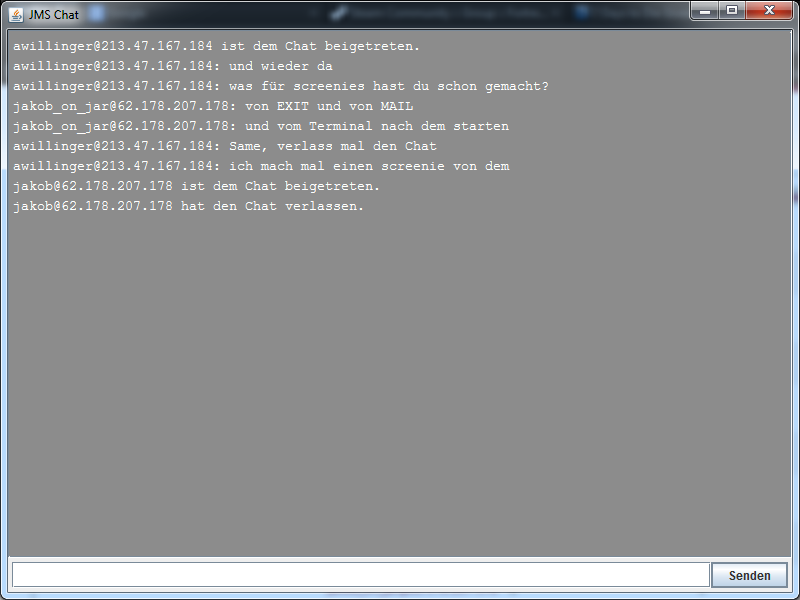 JMS Chat
awillinger@213.47.167.184 ist dem Chat beigetreten.
awillinger@213.47.167.184: und wieder da
awillinger@213.47.167.184: was für screenies hast du schon gemacht?
jakob_on_jar@62.178.207.178: von EXIT und von MAIL
jakob_on_jar@62.178.207.178: und vom Terminal nach dem starten
awillinger@213.47.167.184: Same, verlass mal den Chat
awillinger@213.47.167.184: ich mach mal einen screenie von dem
jakob@62.178.207.178 ist dem Chat beigetreten.
jakob@62.178.207.178 hat den Chat verlassen.
Senden